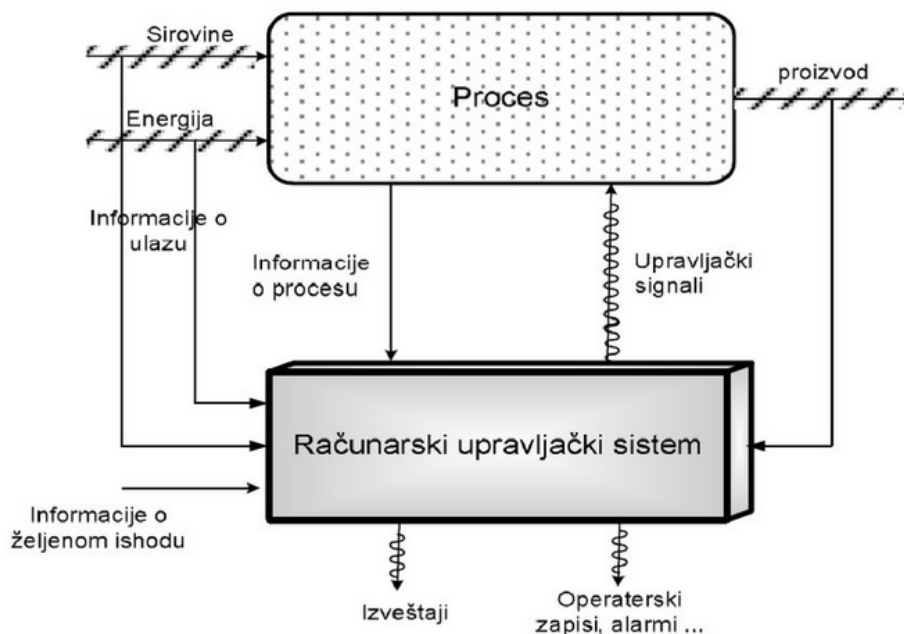 Sirovine
Proces
proizvod
Energija
Informacije o
ulazu
Informacije
o procesu
Upravljački
signali
Računarski upravljački sistem
Informacije o
željenom ishodu
Izveštaji
Operaterski
zapisi, alarmi ...